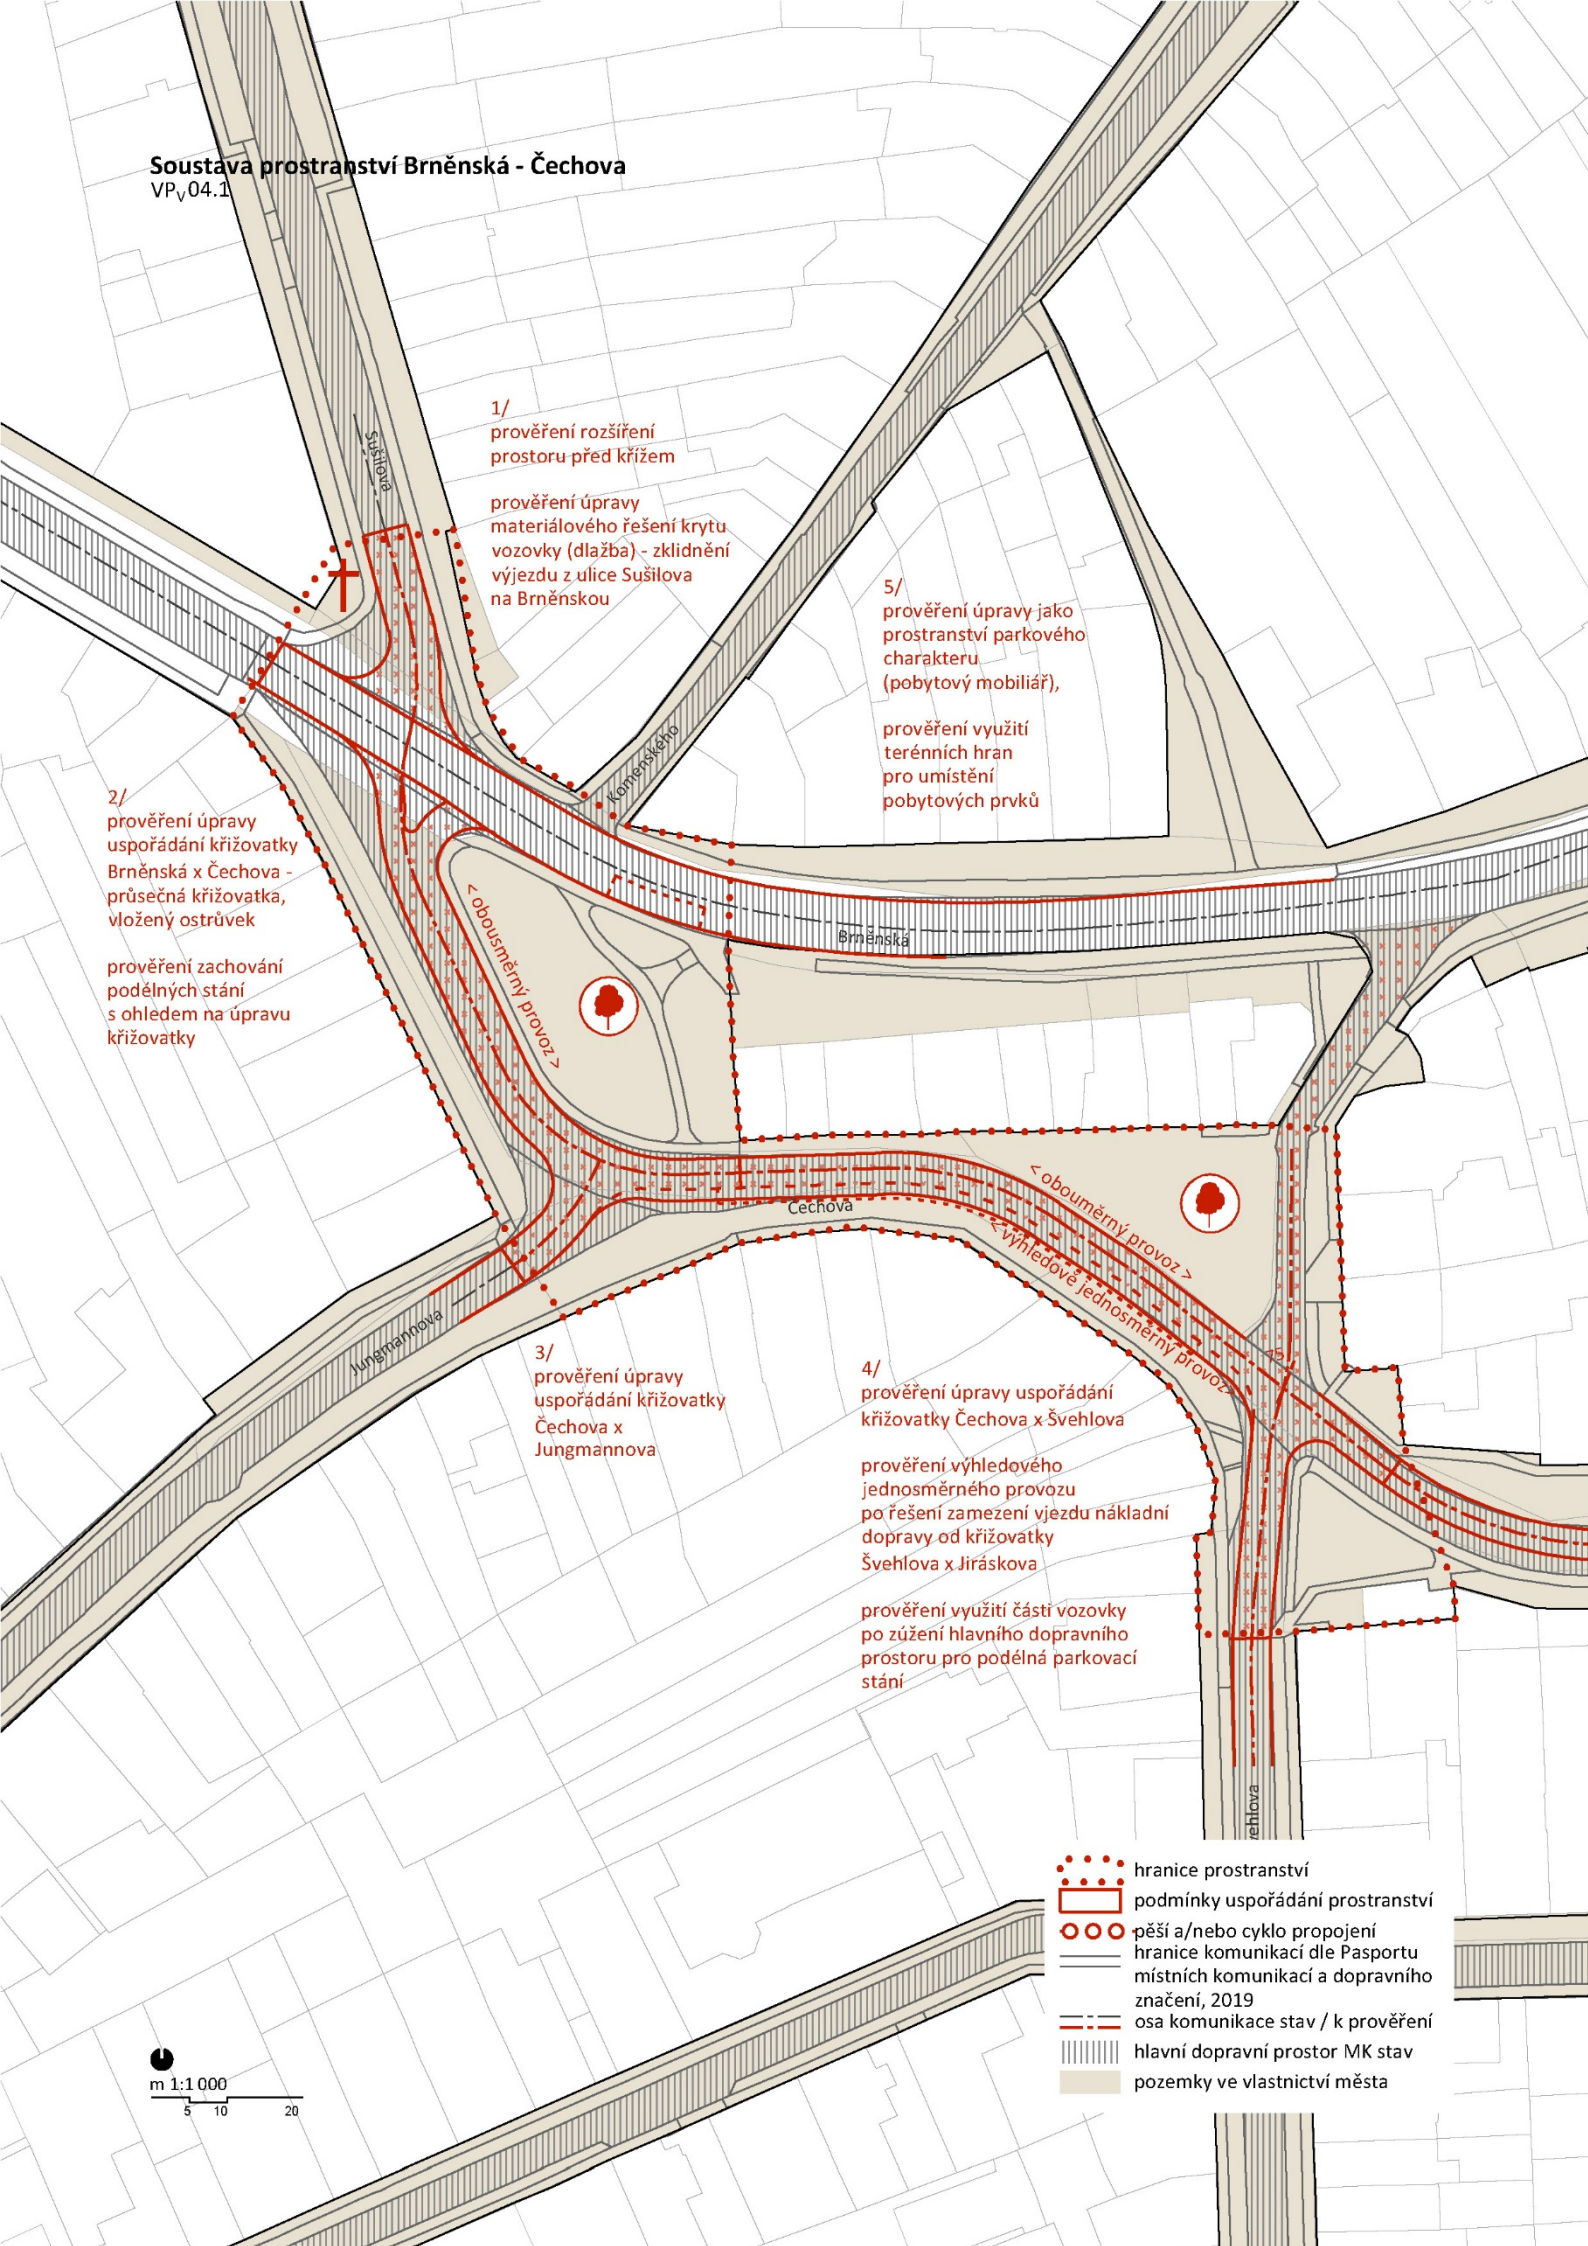 Soustava prostranství Brněnská - Čechova
VPV04.1
Sušilova
1/
prověření rozšíření
prostoru před křížem
prověření úpravy
materiálového řešení krytu
vozovky (dlažba) - zklidnění
výjezdu z ulice Sušilova
na Brněnskou
5/
prověření úpravy jako
prostranství parkového
charakteru
(pobytový mobiliář),
prověření využití
terénních hran
pro umístění
pobytových prvků
Komenského
2/
prověření úpravy
uspořádání křižovatky
Brněnská x Čechova -
průsečná křižovatka,
vložený ostrůvek
prověření zachování
podélných stání
s ohledem na úpravu
křižovatky
< obousměrný provoz >
Brněnská
Čechova
< obouměrný provoz >
< výhledově jednosměrný provoz
Jungmannova
3/
prověření úpravy
uspořádání křižovatky
Čechova x
Jungmannova
4/
prověření úpravy uspořádání
křižovatky Čechova x Švehlova
prověření výhledového
jednosměrného provozu
po řešení zamezení vjezdu nákladní
dopravy od křižovatky
Švehlova x Jiráskova
prověření využití části vozovky
po zúžení hlavního dopravního
prostoru pro podélná parkovací
stání
vehlova
hranice prostranství
podmínky uspořádání prostranství
pěší a/nebo cyklo propojení
hranice komunikací dle Pasportu
místních komunikací a dopravního
značení, 2019
osa komunikace stav / k prověření
hlavní dopravní prostor MK stav
pozemky ve vlastnictví města
m 1:1 000
5 10 20